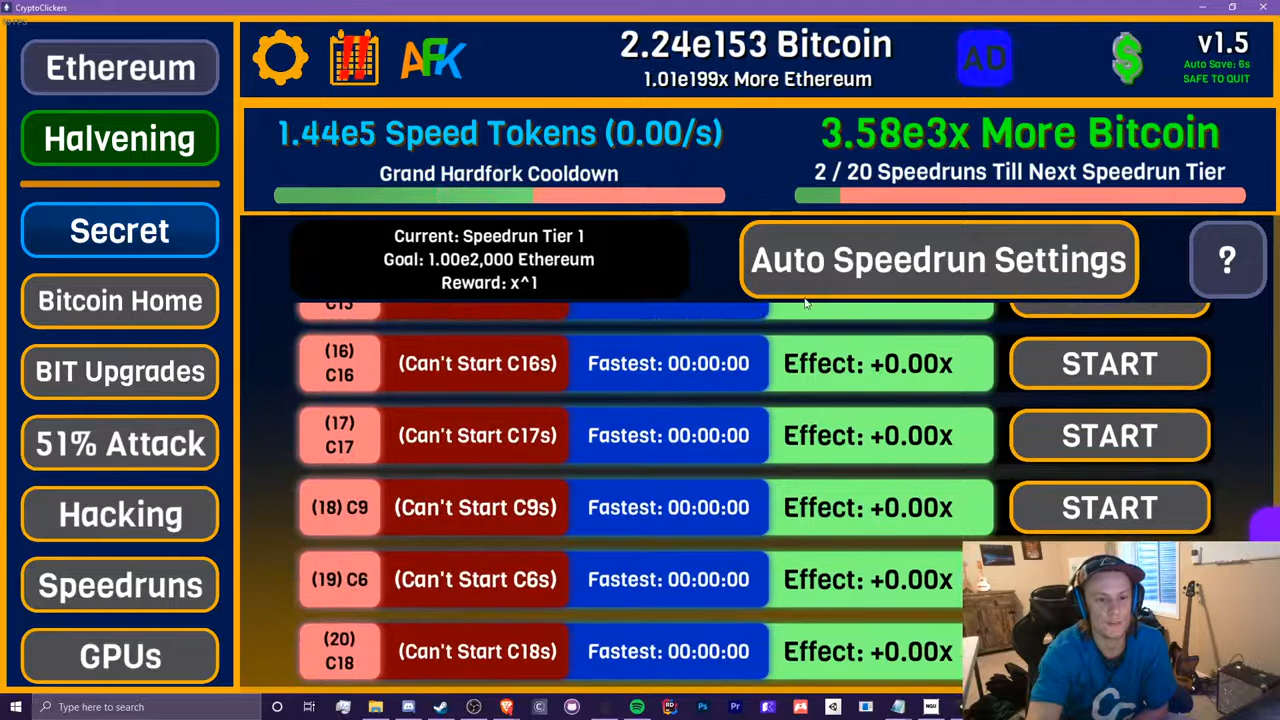 CryptoClickers
Ethereum
Halvening
Secret
Bitcoin Home
BIT Upgrades
51% Attack
Hacking
Speedruns
GPUs
AFK
2.24e153 Bitcoin
1.01e199x More Ethereum
AD
$
v1.5
Auto Save: 6s
SAFE TO QUIT
1.44e5 Speed Tokens (0.00/s)
Grand Hardfork Cooldown
3.58e3x More Bitcoin
2 / 20 Speedruns Till Next Speedrun Tier
Current: Speedrun Tier 1
Goal: 1.00e2,000 Ethereum
Reward: x^1
Auto Speedrun Settings
?
(16)
C16
(Can't Start C16s)
Fastest: 00:00:00
Effect: +0.00x
START
(17)
C17
(Can't Start C17s)
Fastest: 00:00:00
Effect: +0.00x
START
(18) C9
(Can't Start C9s)
Fastest: 00:00:00
Effect: +0.00x
START
(19) C6
(Can't Start C6s)
Fastest: 00:00:00
Effect: +0.00x
(20)
C18
(Can't Start C18s)
Fastest: 00:00:00
Effect: +0.00x
Type here to search